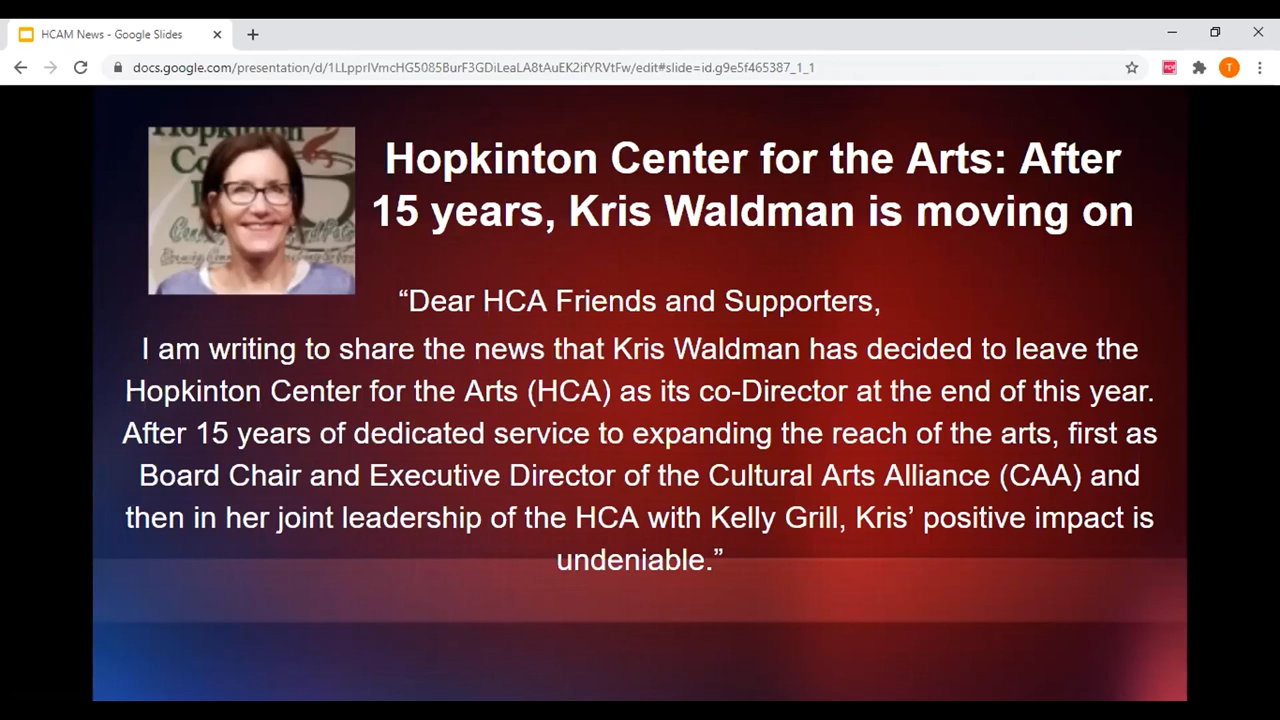 HCAM News - Google Slides
docs.google.com/presentation/d/1LLpprIVmcHG5085BurF3GDiLeaLA8tAuEK2ifYRVtFw/edit#slide=id.g9e5f465387_1_1
T
Hopkinton
Hopkinton Center for the Arts: After
15 years, Kris Waldman is moving on
“Dear HCA Friends and Supporters,
I am writing to share the news that Kris Waldman has decided to leave the
Hopkinton Center for the Arts (HCA) as its co-Director at the end of this year.
After 15 years of dedicated service to expanding the reach of the arts, first as
Board Chair and Executive Director of the Cultural Arts Alliance (CAA) and
then in her joint leadership of the HCA with Kelly Grill, Kris’ positive impact is
undeniable.”